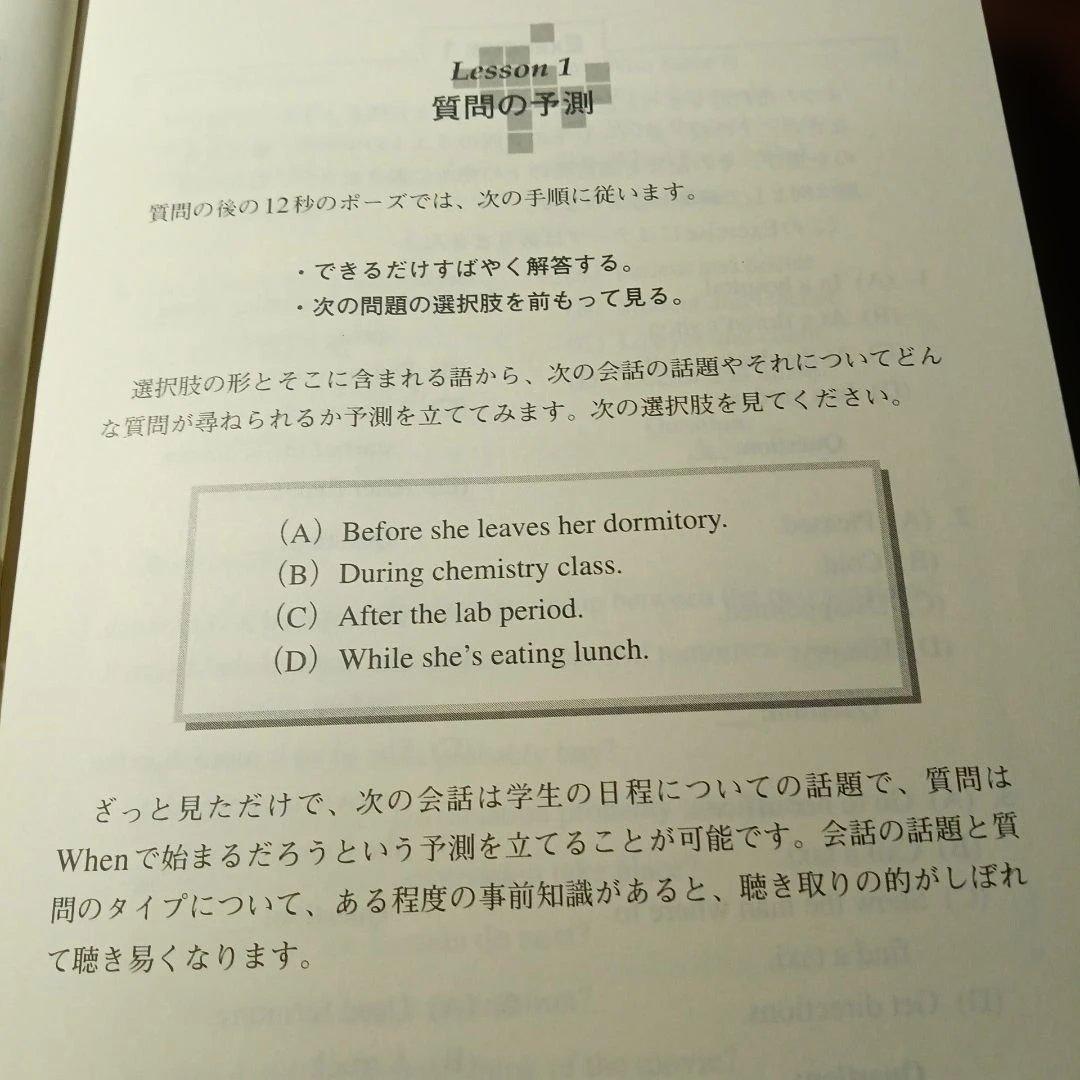 Lesson 1
質問の予測
質問の後の12秒のポーズでは、次の手順に従います。
・できるだけすばやく解答する。
・次の問題の選択肢を前もって見る。
選択肢の形とそこに含まれる語から、次の会話の話題やそれについてどん
な質問が尋ねられるか予測を立ててみます。次の選択肢を見てください。
(A) Before she leaves her dormitory.
(B) During chemistry class.
(C) After the lab period.
(D) While she's eating lunch.
ざっと見ただけで、次の会話は学生の日程についての話題で、質問は
Whenで始まるだろうという予測を立てることが可能です。会話の話題と質
問のタイプについて、ある程度の事前知識があると、聴き取りの的がしぼれ
て聴き易くなります。